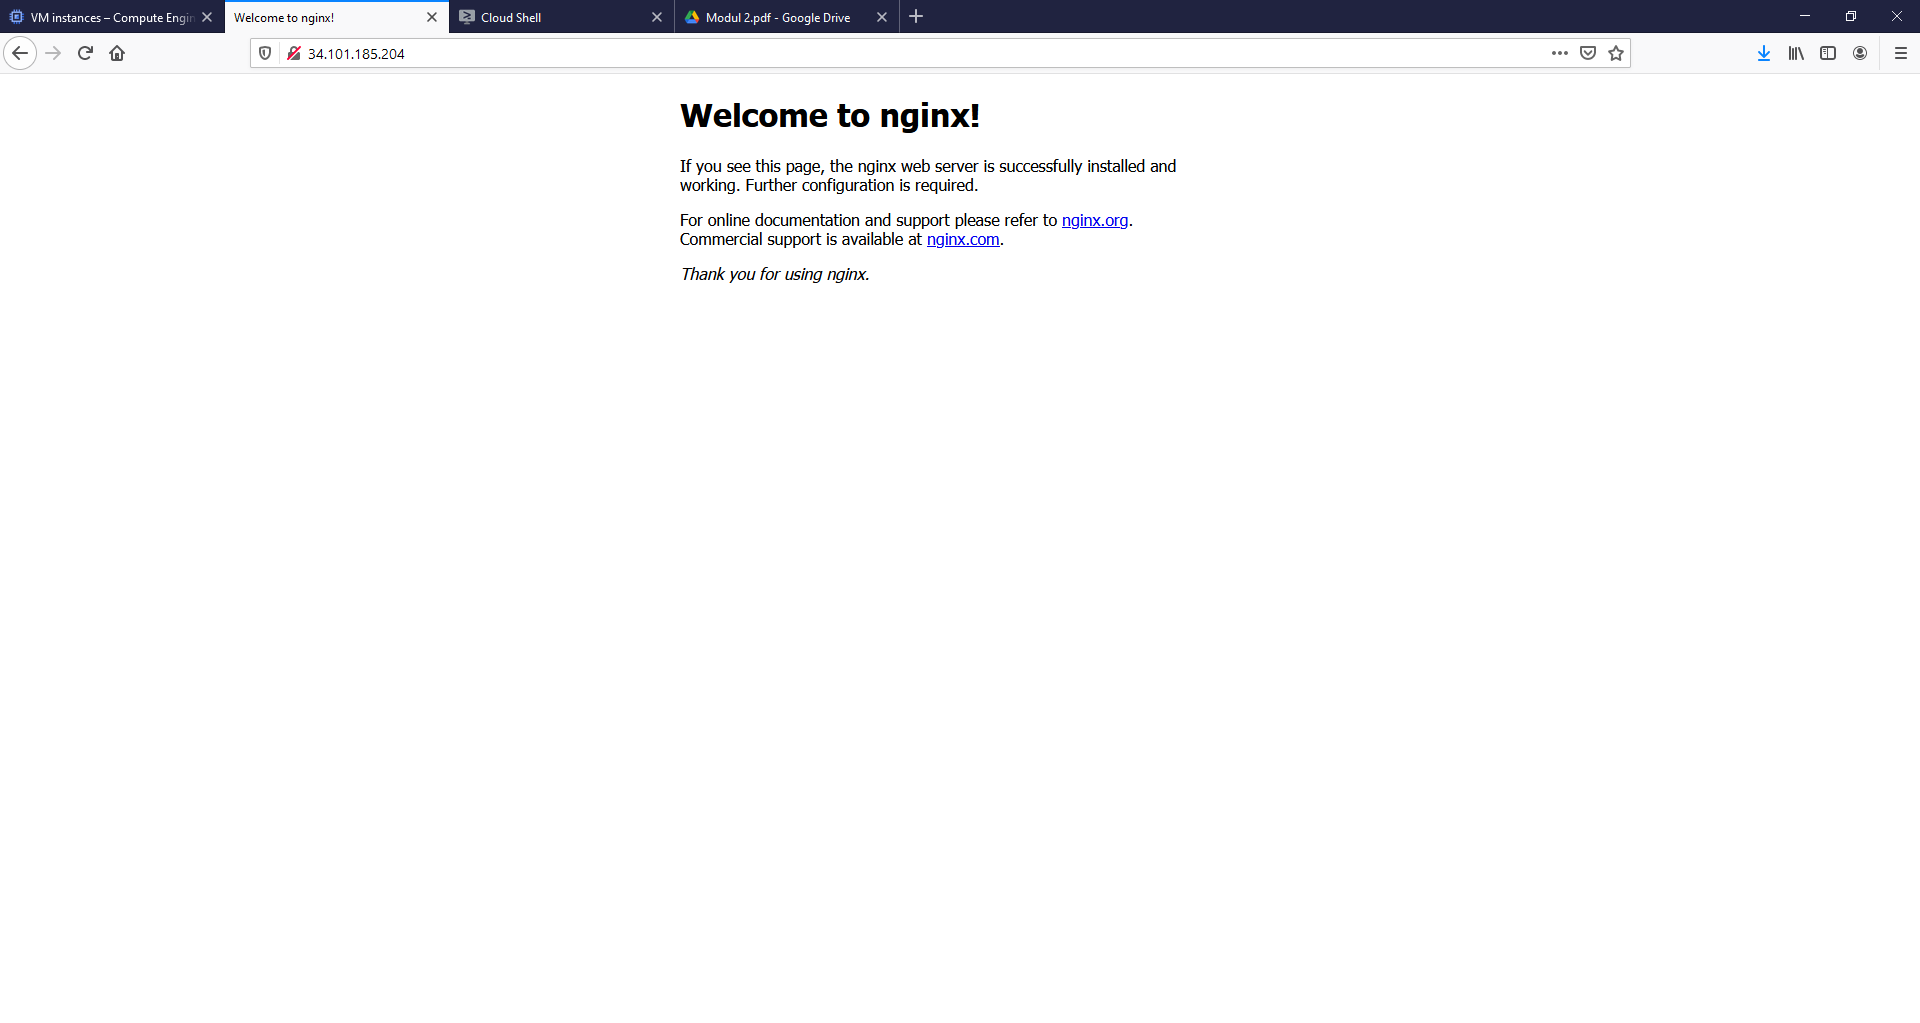 VM instances – Compute Engin
Welcome to nginx!
Cloud Shell
Modul 2.pdf - Google Drive
34.101.185.204
Welcome to nginx!
If you see this page, the nginx web server is successfully installed and
working. Further configuration is required.
For online documentation and support please refer to nginx.org.
Commercial support is available at nginx.com.
Thank you for using nginx.